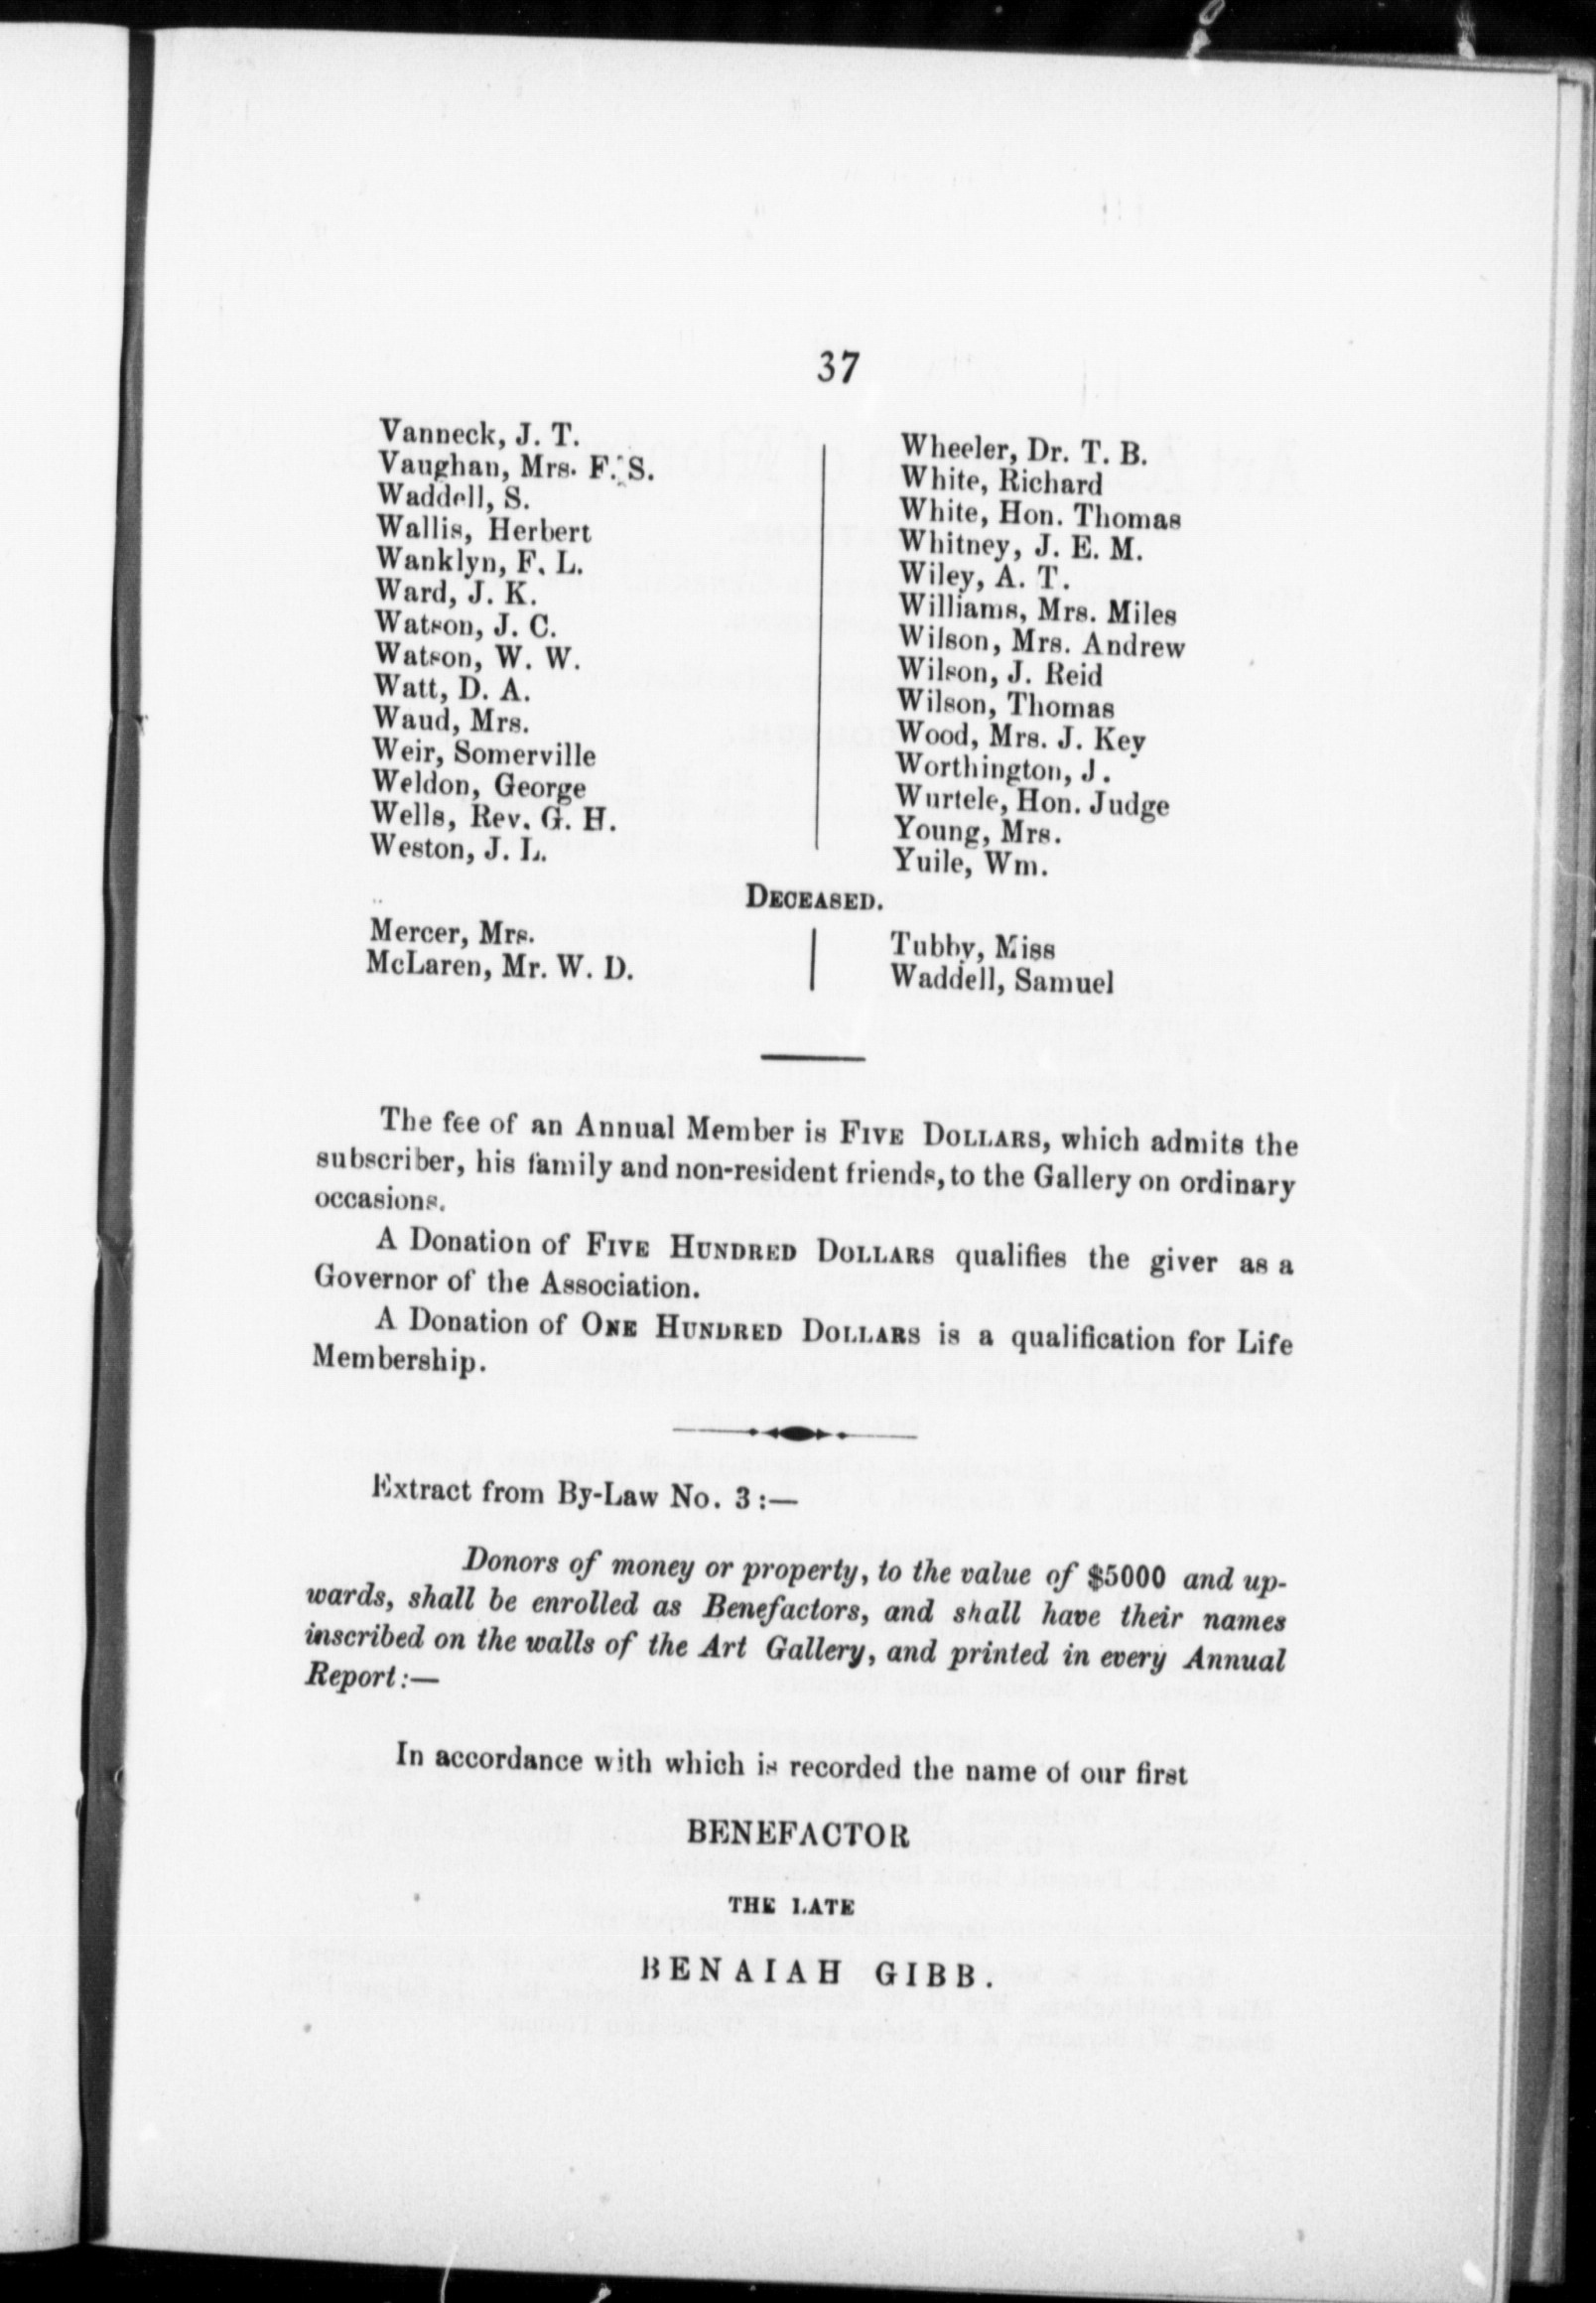 37
Vanneck, J. T.
Vaughan, Mrs. F. S.
Waddell, S.
Wallis, Herbert
Wanklyn, F. L.
Ward, J. K.
Watson, J. C.
Watson, W. W.
Watt, D. A.
Waud, Mrs.
Weir, Somerville
Weldon, George
Wells, Rev. G. H.
Weston, J. L.
Wheeler, Dr. T. B.
White, Richard
White, Hon. Thomas
Whitney, J. E. M.
Wiley, A. T.
Williams, Mrs. Miles
Wilson, Mrs. Andrew
Wilson, J. Reid
Wilson, Thomas
Wood, Mrs. J. Key
Worthington, J.
Wurtele, Hon. Judge
Young, Mrs.
Yuile, Wm.
DECEASED.
Mercer, Mrs.
McLaren, Mr. W. D.
Tubby, Miss
Waddell, Samuel
The fee of an Annual Member is FIVE DOLLARS, which admits the
subscriber, his family and non-resident friends, to the Gallery on ordinary
occasions.
A Donation of FIVE HUNDRED DOLLARS qualifies the giver as a
Governor of the Association.
A Donation of ONE HUNDRED DOLLARS is a qualification for Life
Membership.
Extract from By-Law No. 3 :—
Donors of money or property, to the value of $5000 and up-
wards, shall be enrolled as Benefactors, and shall have their names
inscribed on the walls of the Art Gallery, and printed in every Annual
Report :—
In accordance with which is recorded the name of our first
BENEFACTOR
THE LATE
BENAIAH GIBB.